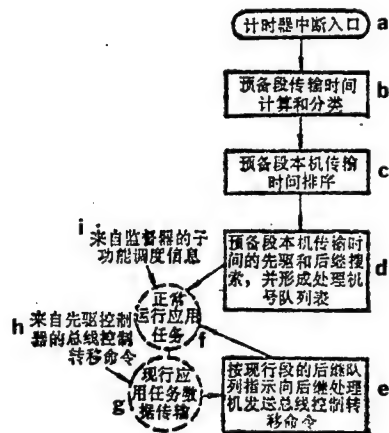 计时器中断入口
a
预备段传输时间
计算和分类
b
预备段本机传输
时间排序
c
预备段本机传输时
间的先驱和后继搜
索，并形成处理机
号队列表
d
i
来自监督器的子
功能调度信息
正常
运行应用
任务
f
h
来自先驱控制
器的总线控制
转移命令
现行应
用任务数
据传输
g
按现行段的后继队
列指示向后继处理
机发送总线控制转
移命令
e